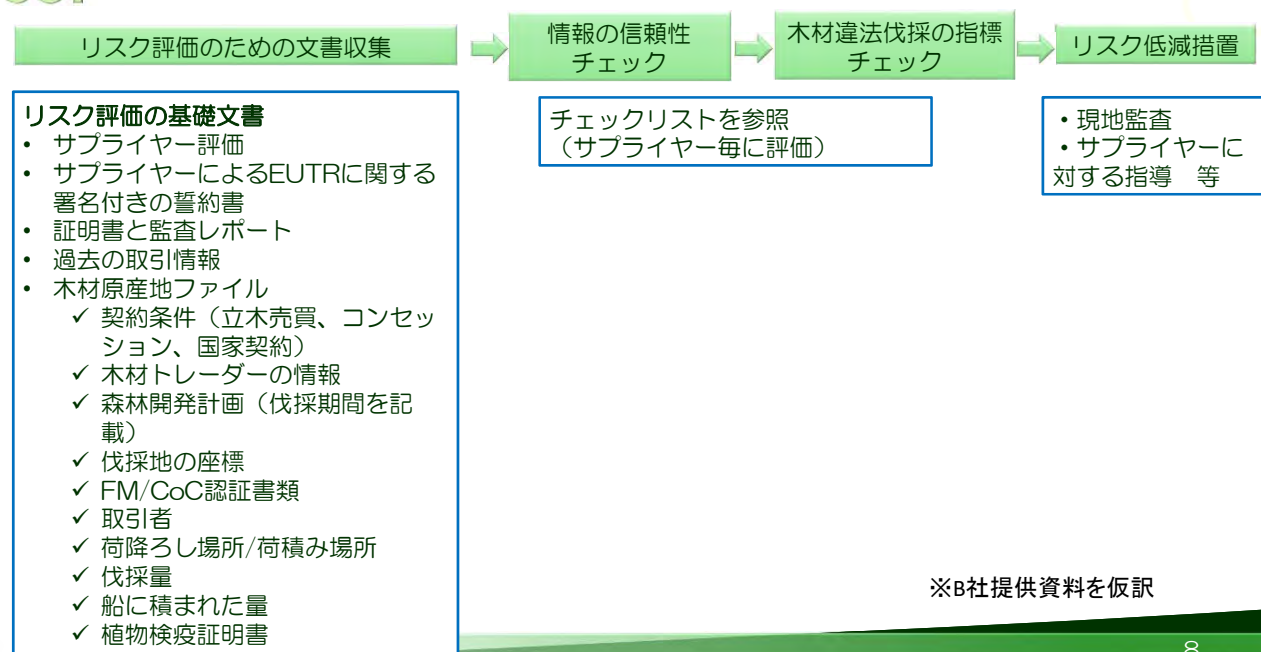 リスク評価のための文書収集
情報の信頼性
チェック
木材違法伐採の指標
チェック
リスク低減措置
リスク評価の基礎文書
• サプライヤー評価
• サプライヤーによるEUTRに関する
署名付きの誓約書
• 証明書と監査レポート
• 過去の取引情報
• 木材原産地ファイル
✓ 契約条件（立木売買、コンセッ
ション、国家契約）
✓ 木材トレーダーの情報
✓ 森林開発計画（伐採期間を記
載）
✓ 伐採地の座標
✓ FM/CoC認証書類
✓ 取引者
✓ 荷降ろし場所/荷積み場所
✓ 伐採量
✓ 船に積まれた量
✓ 植物検疫証明書
チェックリストを参照
（サプライヤー毎に評価）
・現地監査
・サプライヤーに
対する指導　等
※B社提供資料を仮訳
8